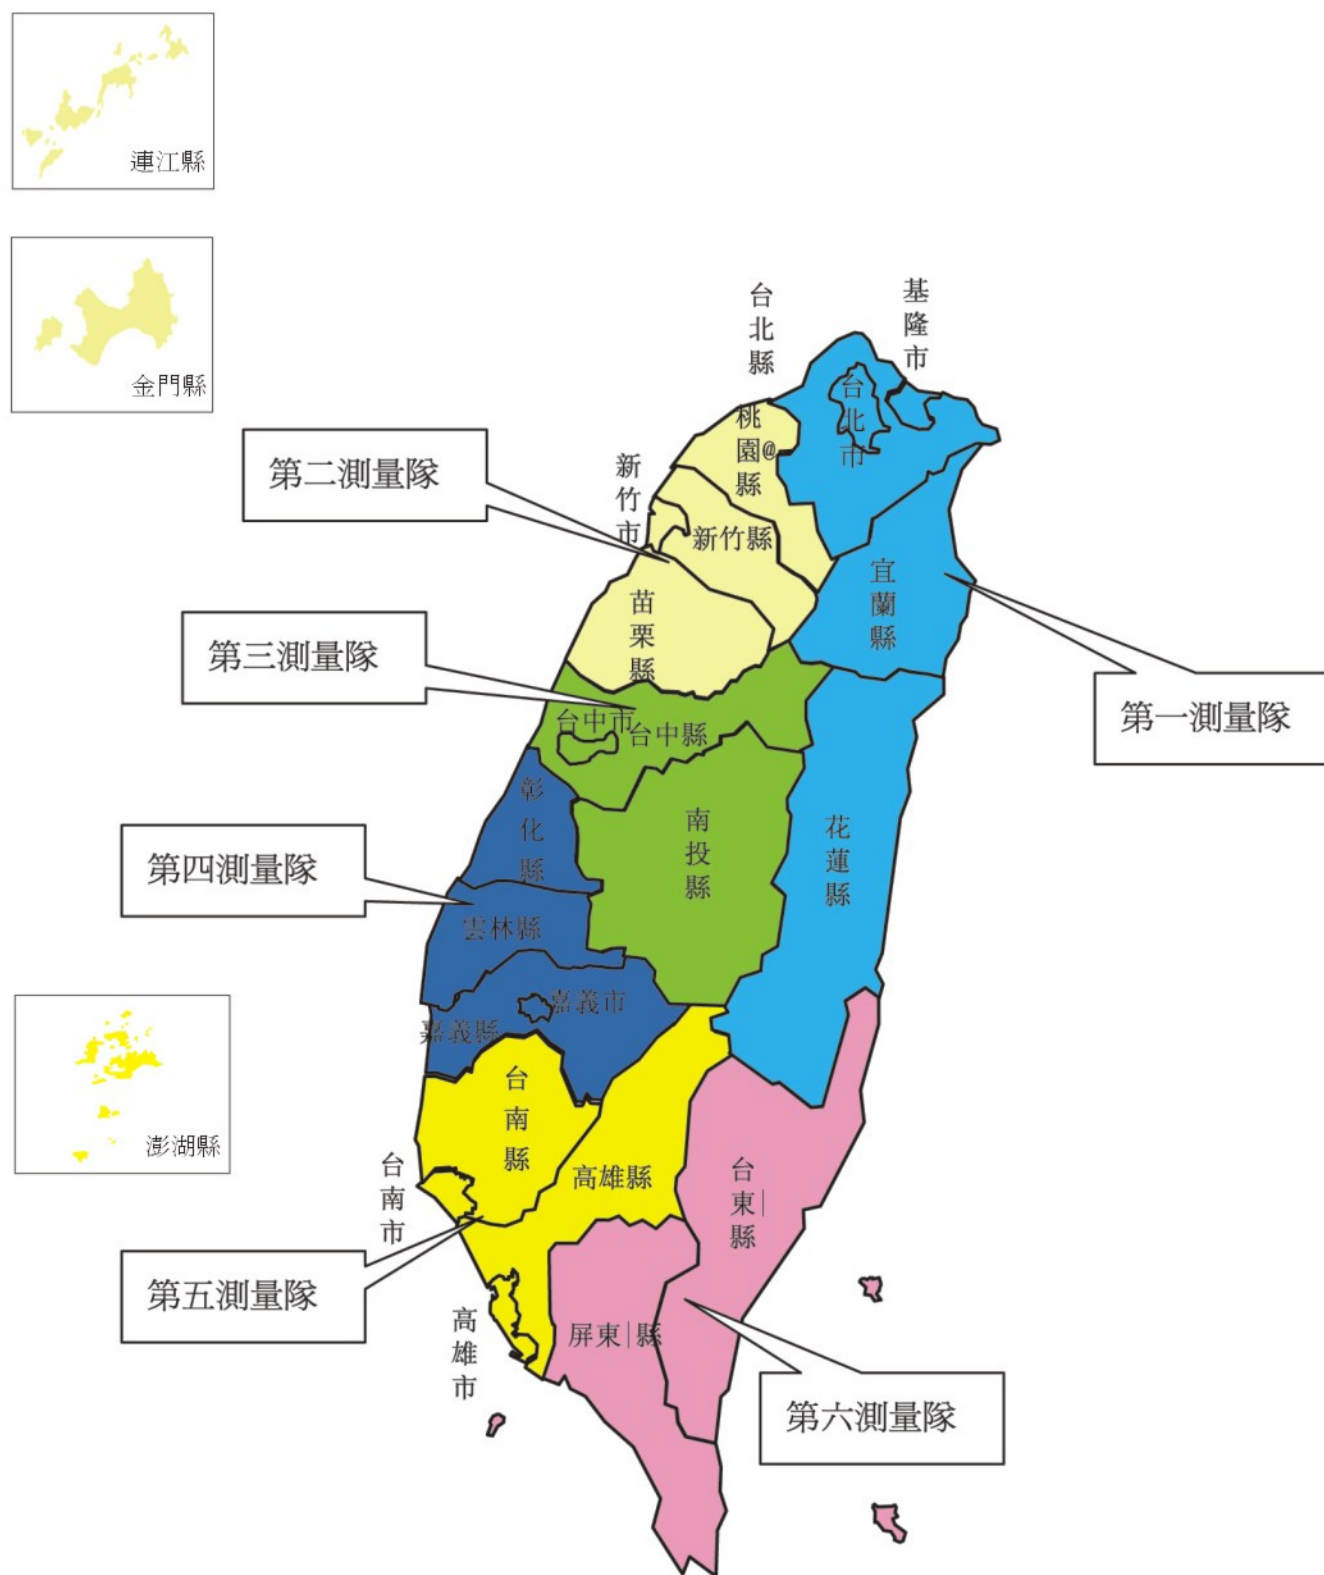 連江縣
金門縣
台北縣
基隆市
台北市
桃園@縣
第二測量隊
新竹市
新竹縣
宜蘭縣
苗栗縣
第三測量隊
第一測量隊
台中市
台中縣
彰化縣
南投縣
花蓮縣
第四測量隊
雲林縣
嘉義市
嘉義縣
澎湖縣
台南縣
台南市
高雄縣
台東|縣
第五測量隊
高雄市
屏東|縣
第六測量隊